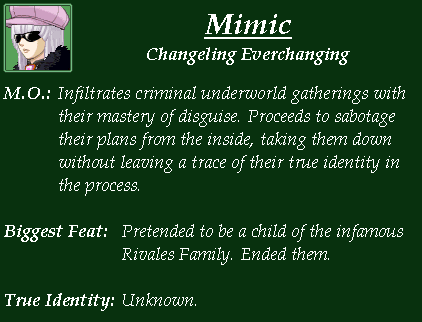 Mimic
Changeling Everchanging
M.O.: Infiltrates criminal underworld gatherings with
their mastery of disguise. Proceeds to sabotage
their plans from the inside, taking them down
without leaving a trace of their true identity in
the process.
Biggest Feat: Pretended to be a child of the infamous
Rivales Family. Ended them.
True Identity: Unknown.